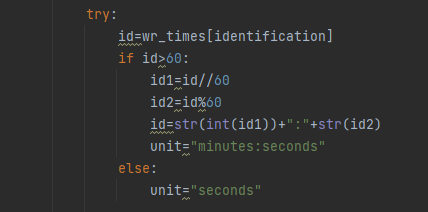 try:
    id=wr_times[identification]
    if id>60:
        id1=id//60
        id2=id%60
        id=str(int(id1))+":"+str(id2)
        unit="minutes:seconds"
    else:
        unit="seconds"